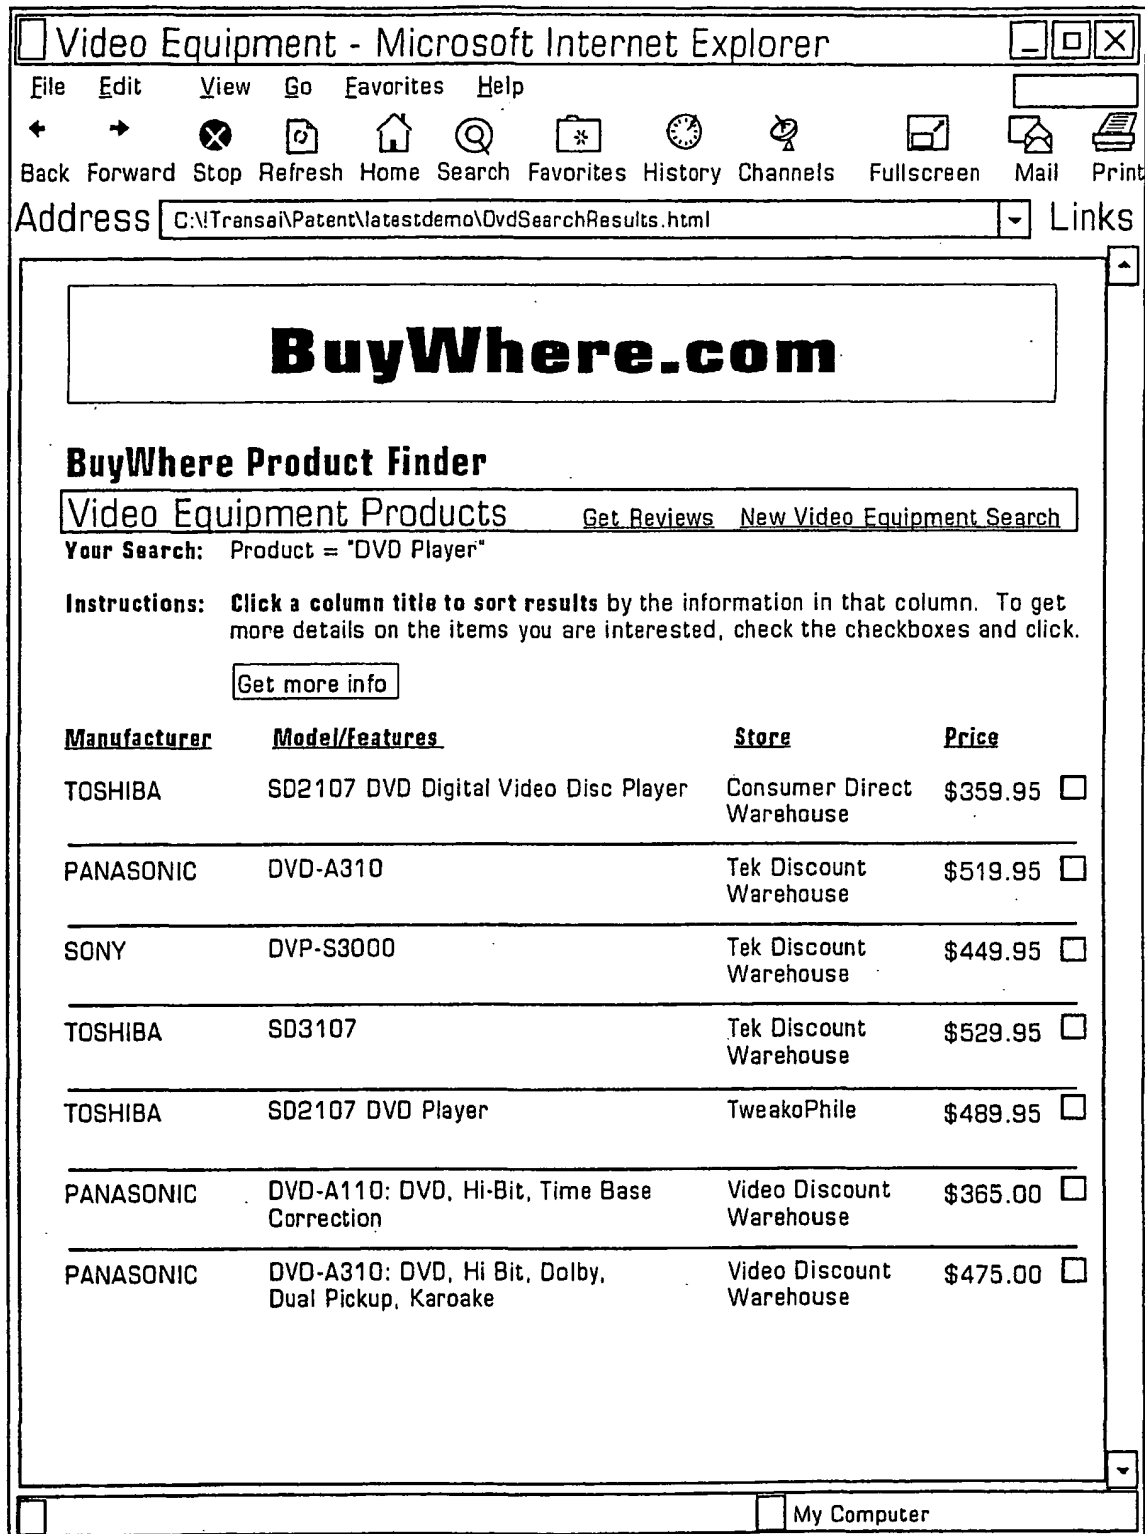 Video Equipment - Microsoft Internet Explorer
File Edit View Go Favorites Help
Back Forward Stop Refresh Home Search Favorites History Channels Fullscreen Mail Print
Address C:\!Transai\Patent\latestdemo\DvdSearchResults.html Links
BuyWhere.com
BuyWhere Product Finder
Video Equipment Products Get Reviews New Video Equipment Search
Your Search: Product = "DVD Player"
Instructions: Click a column title to sort results by the information in that column. To get
more details on the items you are interested, check the checkboxes and click.
Get more info
Manufacturer Model/Features Store Price
TOSHIBA SD2107 DVD Digital Video Disc Player Consumer Direct $359.95
Warehouse
PANASONIC DVD-A310 Tek Discount $519.95
Warehouse
SONY DVP-S3000 Tek Discount $449.95
Warehouse
TOSHIBA SD3107 Tek Discount $529.95
Warehouse
TOSHIBA SD2107 DVD Player TweakoPhile $489.95
PANASONIC DVD-A110: DVD, Hi-Bit, Time Base Video Discount $365.00
Correction Warehouse
PANASONIC DVD-A310: DVD, Hi Bit, Dolby, Video Discount $475.00
Dual Pickup, Karoake Warehouse
My Computer